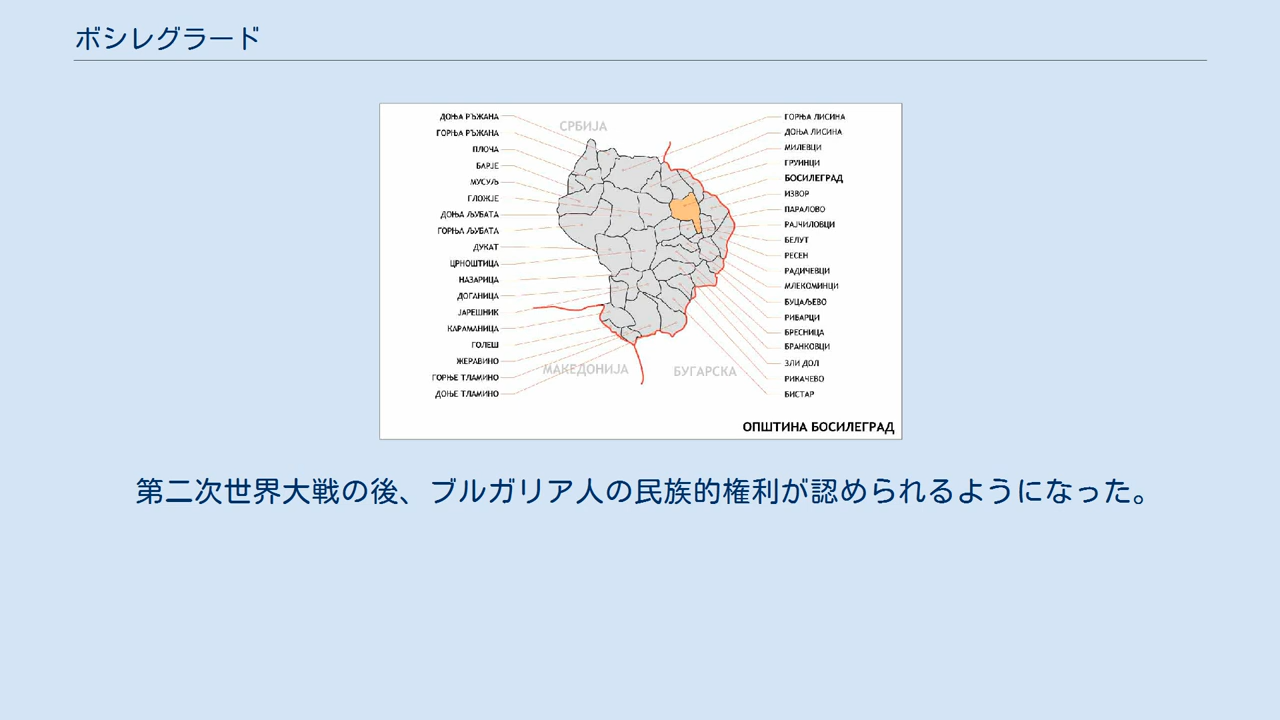 ボシレグラード
СРБИЈА
ДОЊА РЪЖАНА
ГОРЊА РЪЖАНА
ПЛОЧА
БАРЈЕ
МУСУЉ
ГЛОЖЈЕ
ДОЊА ЉУБАТА
ГОРЊА ЉУБАТА
ДУКАТ
ЦРНОШТИЦА
НАЗАРИЦА
ДОГАНИЦА
ЈАРЕШНИК
КАРАМАНИЦА
ГОЛЕШ
ЖЕРАВИНО
ГОРЊЕ ТЛАМИНО
ДОЊЕ ТЛАМИНО
ГОРЊА ЛИСИНА
ДОЊА ЛИСИНА
МИЛЕВЦИ
ГРУИНЦИ
БОСИЛЕГРАД
ИЗВОР
ПАРАЛОВО
РАЈЧИЛОВЦИ
БЕЛУТ
РЕСЕН
РАДИЧЕВЦИ
МЛЕКОМИНЦИ
БУЦАЉЕВО
РИБАРЦИ
БРЕСНИЦА
БРАНКОВЦИ
ЗЛИ ДОЛ
РИКАЧЕВО
БИСТАР
МАКЕДОНИЈА
БУГАРСКА
ОПШТИНА БОСИЛЕГРАД
第二次世界大戦の後、ブルガリア人の民族的権利が認められるようになった。